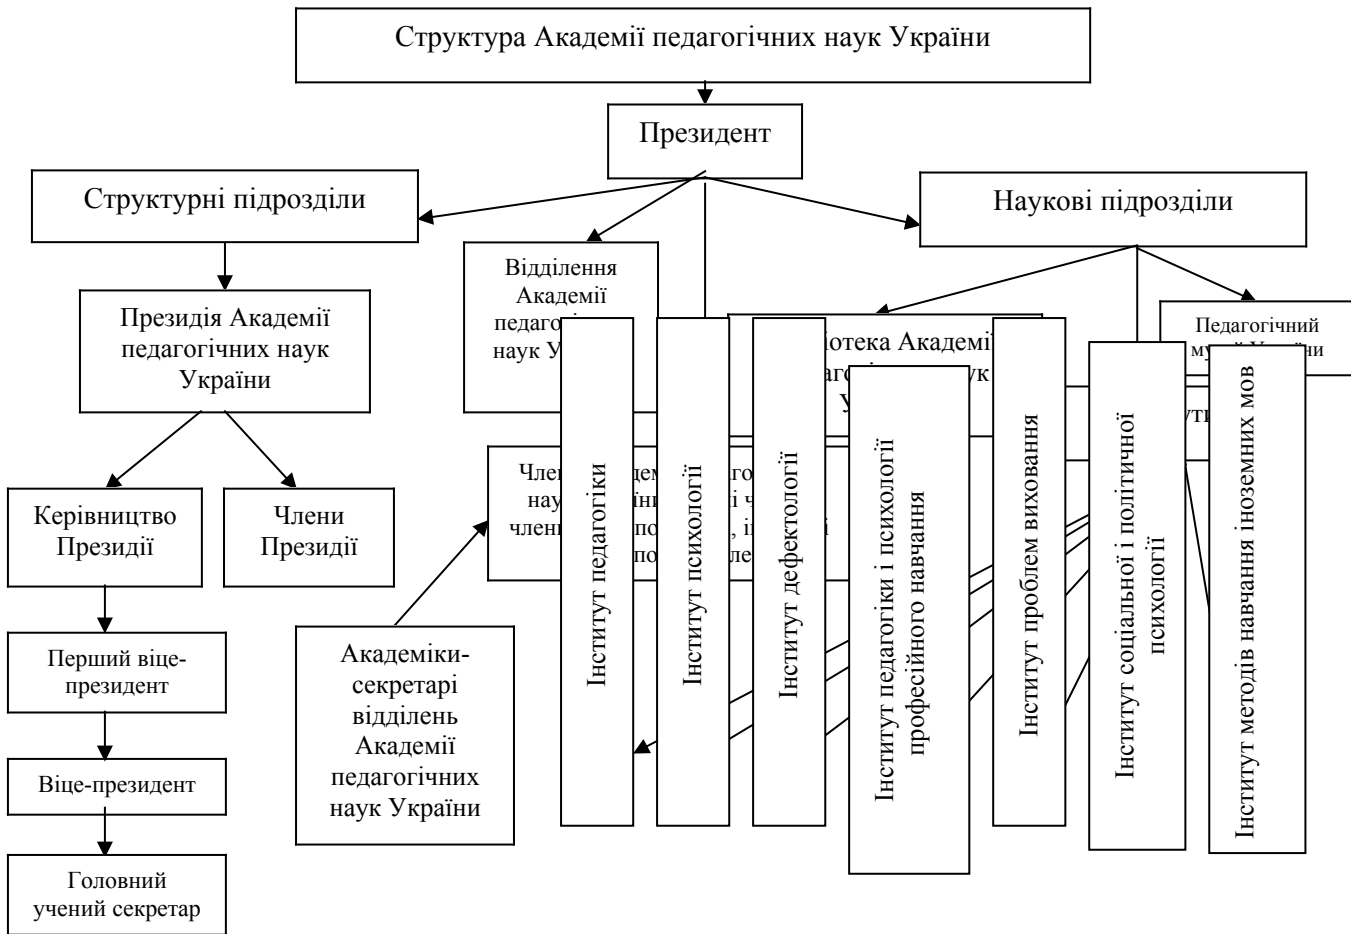 Структура Академії педагогічних наук України
Президент
Структурні підрозділи
Наукові підрозділи
Відділення
Академії
наук
Президія Академії
педагогічних наук
України
Академії
Педагогічний
України
Керівництво
Президії
Члени
Президії
Перший віце-
президент
Віце-президент
Головний
учений секретар
Академіки-
секретарі
відділень
Академії
педагогічних
наук України
Інститут педагогіки
Інститут психології
Інститут дефектології
Інститут педагогіки і психології
професійного навчання
Інститут проблем виховання
Інститут соціальної і політичної
психології
Інститут методів навчання іноземних мов